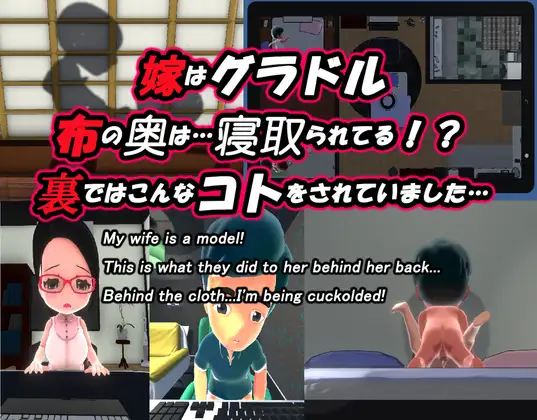 嫁はグラドル
布の奥は…寝取られてる！？
裏ではこんなコトをされていました…
My wife is a model!
This is what they did to her behind her back...
Behind the cloth...I'm being cuckolded!